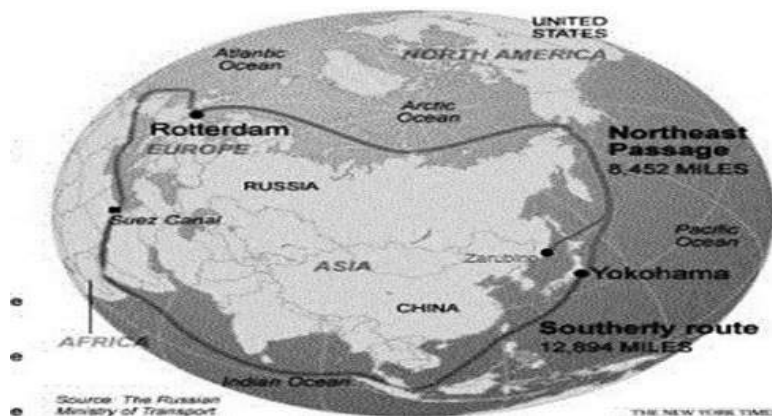 UNITED
STATES
NORTH AMERICA
Atlantic
Ocean
Arctic
Ocean
Rotterdam
EUROPE
Northeast
Passage
8,452 MILES
RUSSIA
Suez Canal
Pacific
Ocean
Zarubino
ASIA
Yokohama
CHINA
Southerly route
12,894 MILES
AFRICA
Indian Ocean
Source: The Russian
Ministry of Transport
THE NEW YORK TIMES
e
e
e